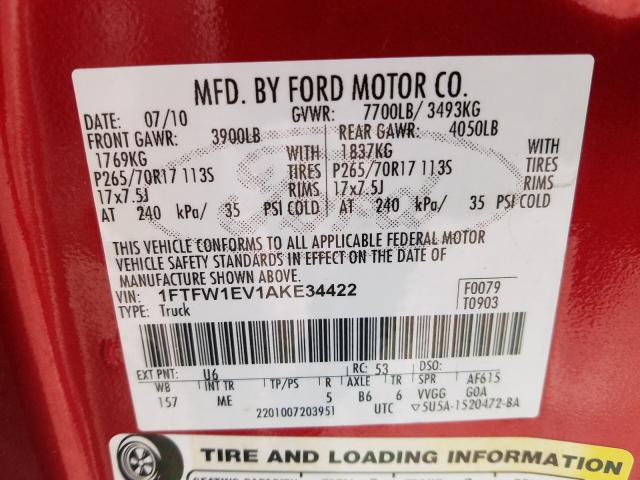 MFD. BY FORD MOTOR CO.
DATE: 07/10 GVWR: 7700LB/ 3493KG
FRONT GAWR: 3900LB REAR GAWR: 4050LB
1769KG WITH 1837KG WITH
P265/70R17 113S TIRES P265/70R17 113S TIRES
17x7.5J RIMS 17x7.5J RIMS
AT 240 kPa/ 35 PSI COLD AT 240 kPa/ 35 PSI COLD
THIS VEHICLE CONFORMS TO ALL APPLICABLE FEDERAL MOTOR
VEHICLE SAFETY STANDARDS IN EFFECT ON THE DATE OF
MANUFACTURE SHOWN ABOVE.
VIN: 1FTFW1EV1AKE34422 F0079
TYPE: Truck T0903
EXT PNT: U6 RC: 53 DSO:
WB INT TR TP/PS R AXLE TR SPR AF615
157 ME 5 B6 6 VVGG GOA
2201007203951 UTC ▽5U5A-1520472-BA
TIRE AND LOADING INFORMATION